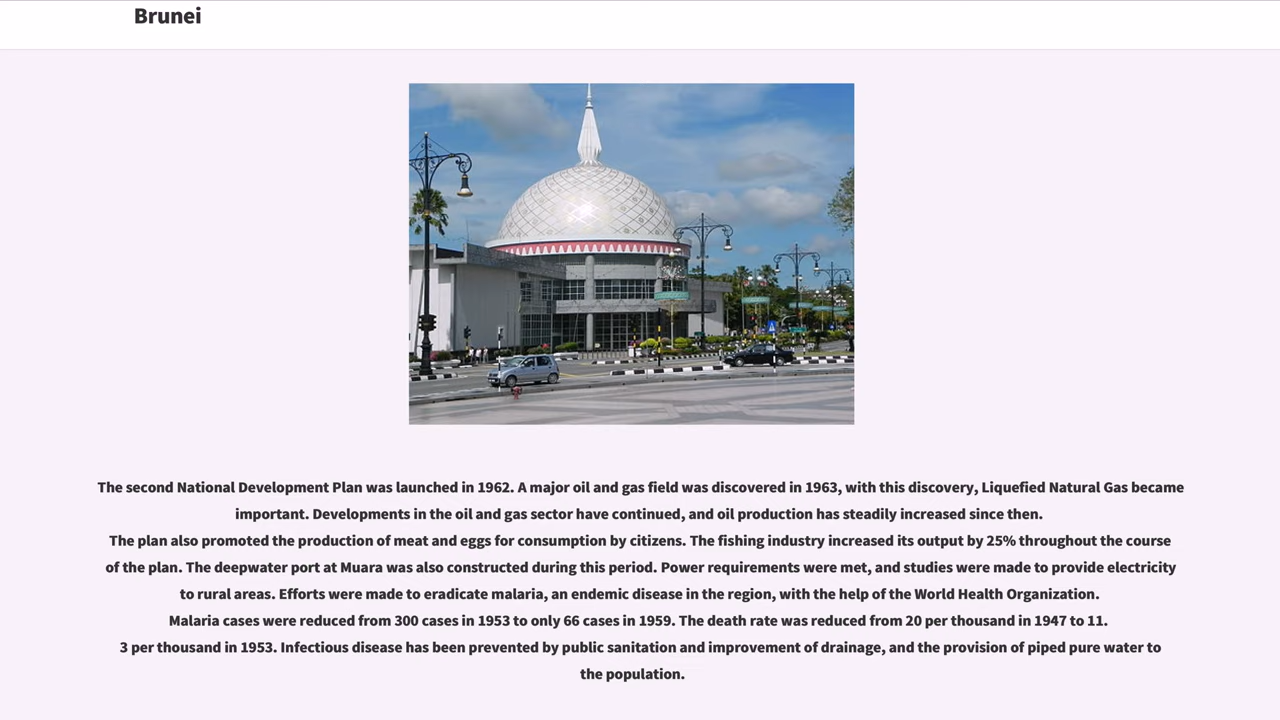 Brunei
The second National Development Plan was launched in 1962. A major oil and gas field was discovered in 1963, with this discovery, Liquefied Natural Gas became
important. Developments in the oil and gas sector have continued, and oil production has steadily increased since then.
The plan also promoted the production of meat and eggs for consumption by citizens. The fishing industry increased its output by 25% throughout the course
of the plan. The deepwater port at Muara was also constructed during this period. Power requirements were met, and studies were made to provide electricity
to rural areas. Efforts were made to eradicate malaria, an endemic disease in the region, with the help of the World Health Organization.
Malaria cases were reduced from 300 cases in 1953 to only 66 cases in 1959. The death rate was reduced from 20 per thousand in 1947 to 11.
3 per thousand in 1953. Infectious disease has been prevented by public sanitation and improvement of drainage, and the provision of piped pure water to
the population.